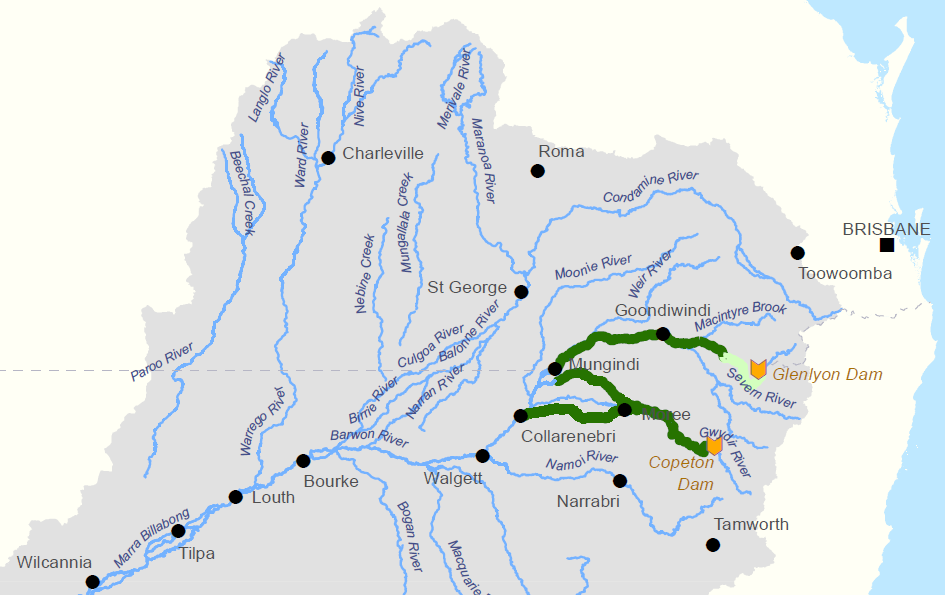 Langlo River
Nive River
Merivale River
Ward River
Maranoa River
Charleville
Roma
Beechal Creek
Mungallala Creek
Condamine River
BRISBANE
Nebine Creek
Moonie River
Weir River
Toowoomba
St George
Goondiwindi
Macintyre Brook
Culgoa River
Balonne River
Paroo River
Mungindi
Glenlyon Dam
Severn River
Birrie River
Narran River
Warrego River
Moree
Barwon River
Collarenebri
Gwydir River
Copeton
Dam
Namoi River
Walgett
Bourke
Narrabri
Louth
Marra Billabong
Bogan River
Tamworth
Tilpa
Macquarie
Wilcannia